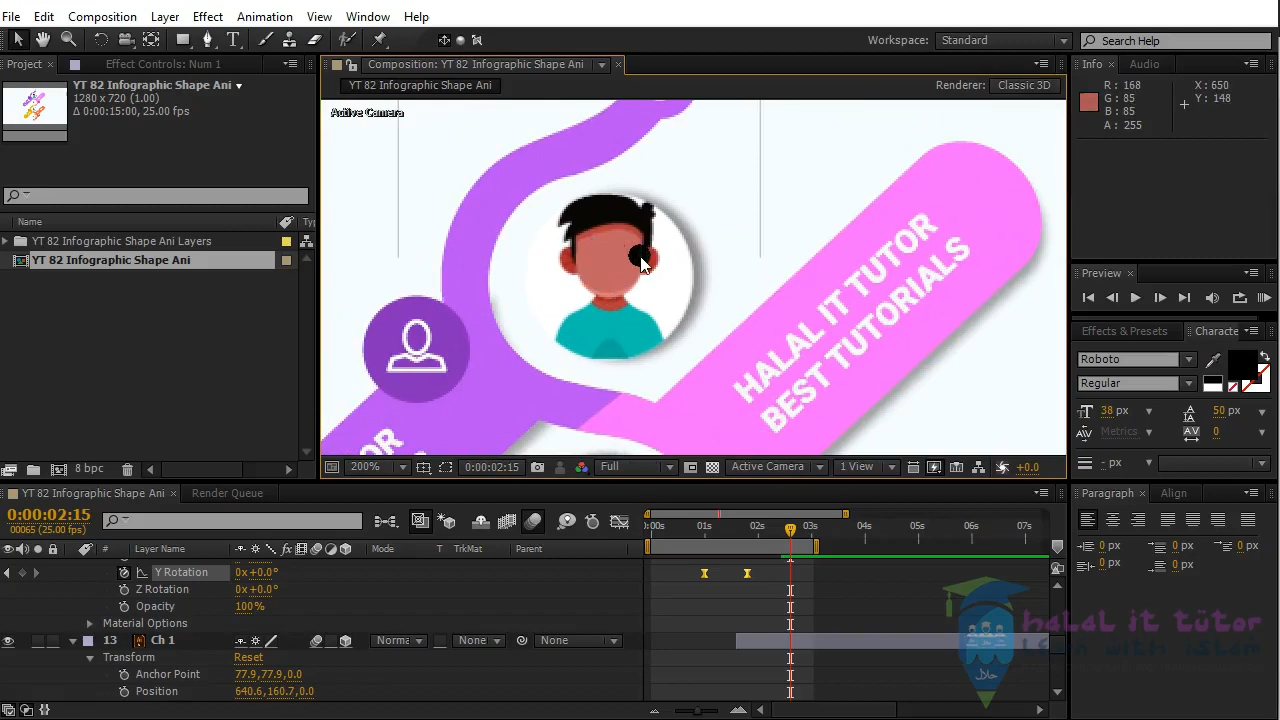 File Edit Composition Layer Effect Animation View Window Help
Workspace: Standard Search Help
Project Effect Controls: Num 1
YT 82 Infographic Shape Ani
1280 x 720 (1.00)
Δ 0:00:15:00, 25.00 fps
Name
YT 82 Infographic Shape Ani Layers
YT 82 Infographic Shape Ani
8 bpc
Composition: YT 82 Infographic Shape Ani
YT 82 Infographic Shape Ani Renderer: Classic 3D
Active Camera
HALAL IT TUTOR
BEST TUTORIALS
200% 0:00:02:15 Full Active Camera 1 View +0.0
Info Audio
R : 168 X : 650
G : 85 Y : 148
B : 85
A : 255
Preview
Effects & Presets Characte
Roboto
Regular
38 px 50 px
Metrics 0
- px
Paragraph Align
0 px 0 px 0 px
0 px 0 px
YT 82 Infographic Shape Ani Render Queue
0:00:02:15
00065 (25.00 fps)
# Layer Name Mode T TrkMat Parent
:00s 01s 02s 03s 04s 05s 06s 07s
Y Rotation 0x+0.0°
Z Rotation 0x+0.0°
Opacity 100%
Material Options
13 Ch 1 Norma None None
Transform Reset
Anchor Point 77.9,77.9,0.0
Position 640.6,160.7,0.0
halal it tutor
حلال